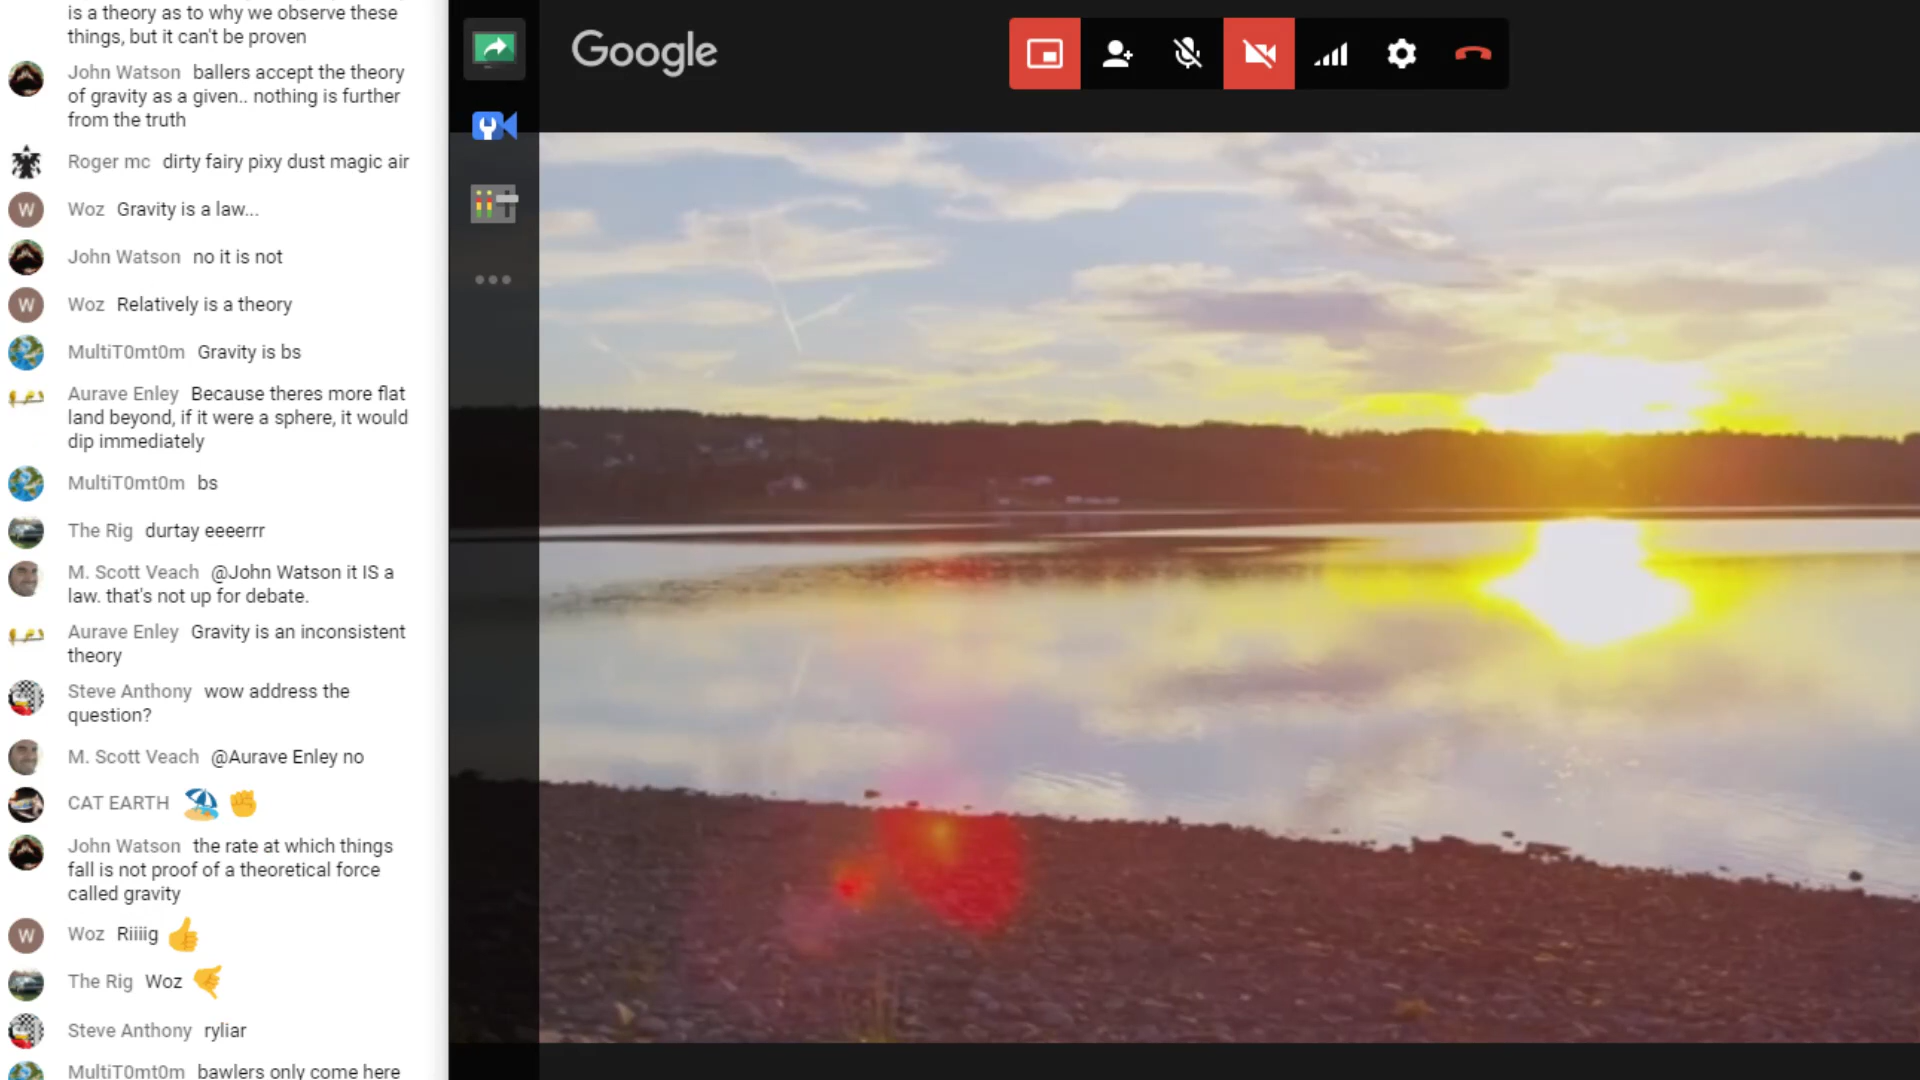 is a theory as to why we observe these
things, but it can't be proven
John Watson ballers accept the theory
of gravity as a given.. nothing is further
from the truth
Roger mc dirty fairy pixy dust magic air
W Woz Gravity is a law...
John Watson no it is not
W Woz Relatively is a theory
MultiT0mt0m Gravity is bs
Aurave Enley Because theres more flat
land beyond, if it were a sphere, it would
dip immediately
MultiT0mt0m bs
The Rig durtay eeeerrr
M. Scott Veach @John Watson it IS a
law. that's not up for debate.
Aurave Enley Gravity is an inconsistent
theory
Steve Anthony wow address the
question?
M. Scott Veach @Aurave Enley no
CAT EARTH
John Watson the rate at which things
fall is not proof of a theoretical force
called gravity
W Woz Riiiig
The Rig Woz
Steve Anthony ryliar
MultiT0mt0m bawlers only come here
Google